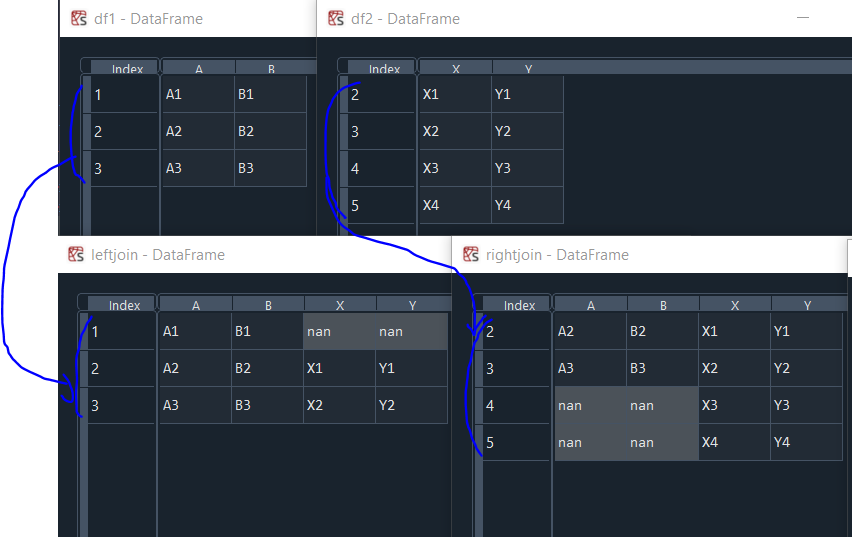 df1 - DataFrame
Index A B
1 A1 B1
2 A2 B2
3 A3 B3
df2 - DataFrame
Index X Y
2 X1 Y1
3 X2 Y2
4 X3 Y3
5 X4 Y4
leftjoin - DataFrame
Index A B X Y
1 A1 B1 nan nan
2 A2 B2 X1 Y1
3 A3 B3 X2 Y2
rightjoin - DataFrame
Index A B X Y
2 A2 B2 X1 Y1
3 A3 B3 X2 Y2
4 nan nan X3 Y3
5 nan nan X4 Y4